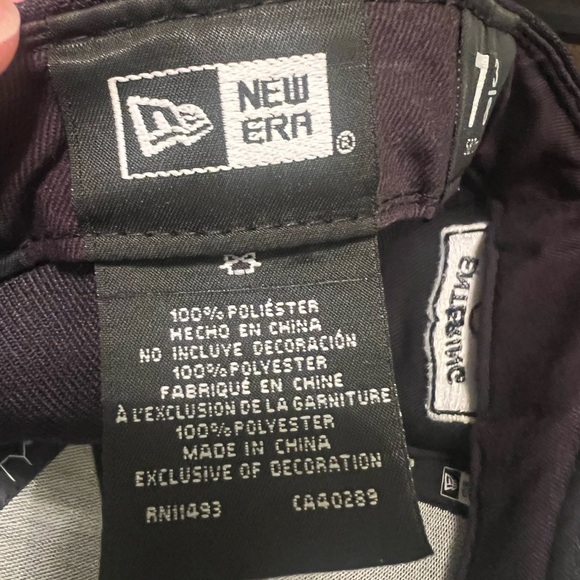 NEW
ERA
®
7
100% POLIÉSTER
HECHO EN CHINA
NO INCLUYE DECORACIÓN
100% POLYESTER
FABRIQUÉ EN CHINE
À L'EXCLUSION DE LA GARNITURE
100% POLYESTER
MADE IN CHINA
EXCLUSIVE OF DECORATION
RN11493 CA40289